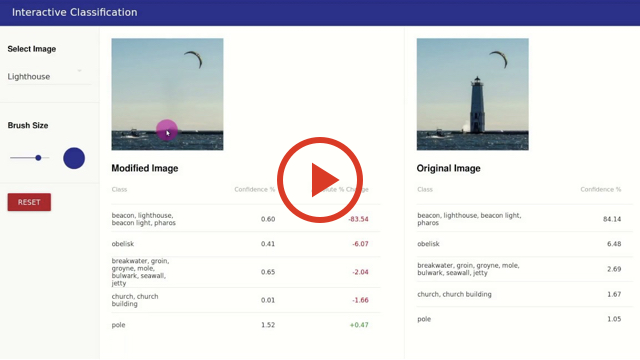 Interactive Classification
Select Image
Lighthouse
Brush Size
RESET
Modified Image
Class Confidence % % Change
beacon, lighthouse,
beacon light, pharos 0.60 -83.54
obelisk 0.41 -6.07
breakwater, groin,
groyne, mole,
bulwark, seawall,
jetty 0.65 -2.04
church, church
building 0.01 -1.66
pole 1.52 +0.47
Original Image
Class Confidence %
beacon, lighthouse, beacon light,
pharos 84.14
obelisk 6.48
breakwater, groin, groyne, mole,
bulwark, seawall, jetty 2.69
church, church building 1.67
pole 1.05